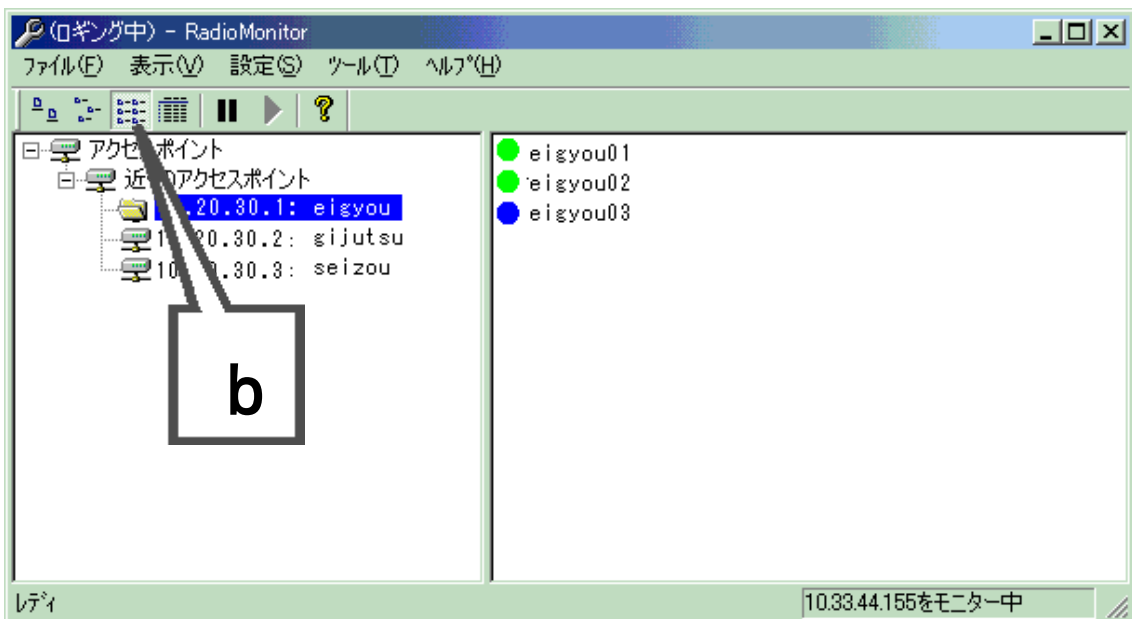 (ロギング中) - RadioMonitor
ファイル(F) 表示(V) 設定(S) ツール(T) ヘルプ(H)
アクセスポイント
近 のアクセスポイント
.20.30.1: eigyou
1 20.30.2: gijutsu
10. .30.3: seizou
b
eigyou01
eigyou02
eigyou03
レディ
10.33.44.155をモニター中